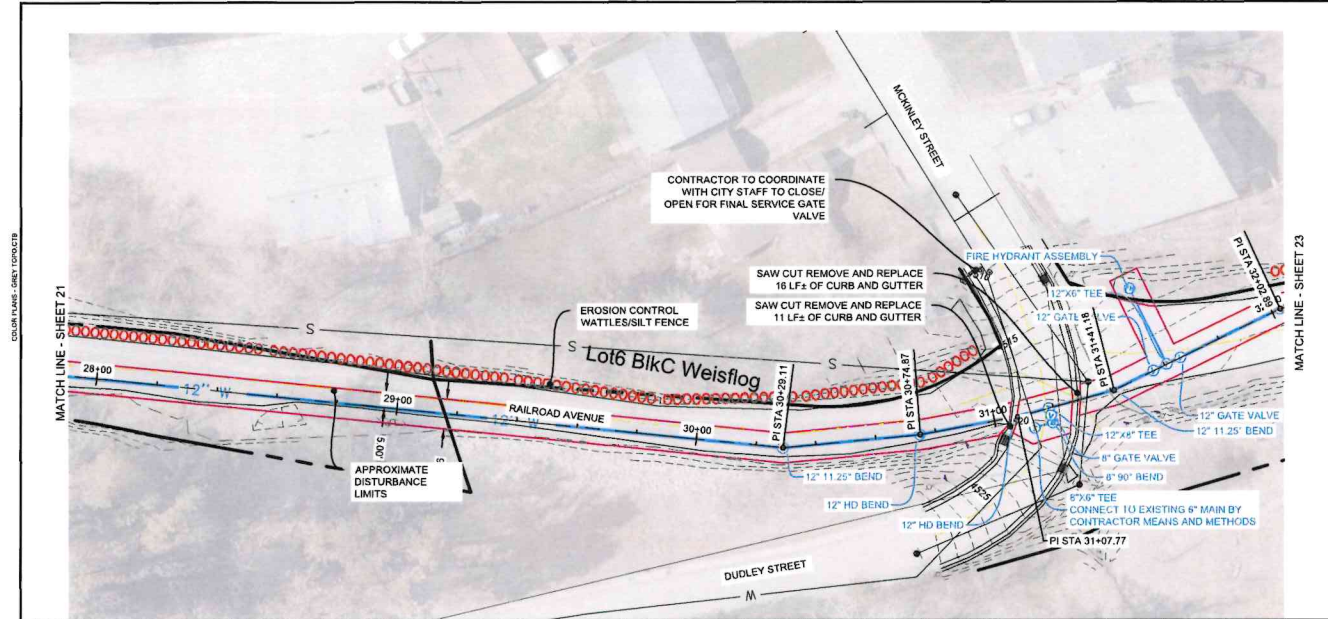 COLOR PLANS - GREY TOPO.CTB
MATCH LINE - SHEET 21
MATCH LINE - SHEET 23
MCKINLEY STREET
CONTRACTOR TO COORDINATE
WITH CITY STAFF TO CLOSE/
OPEN FOR FINAL SERVICE GATE
VALVE
FIRE HYDRANT ASSEMBLY
PI STA 32+02.89
SAW CUT REMOVE AND REPLACE
16 LF± OF CURB AND GUTTER
12"X6" TEE
12" GATE VALVE
SAW CUT REMOVE AND REPLACE
11 LF± OF CURB AND GUTTER
EROSION CONTROL
WATTLES/SILT FENCE
PI STA 31+41.18
S
S
S
Lot6 BlkC Weisflog
28+00
12" W
29+00
RAILROAD AVENUE
12" W
30+00
PI STA 30+29.11
PI STA 30+74.87
31+00
5.00'
12" GATE VALVE
12" 11.25° BEND
12"X8" TEE
8" GATE VALVE
8" 90° BEND
APPROXIMATE
DISTURBANCE
LIMITS
12" 11.25° BEND
12" HD BEND
12" HD BEND
4525
8"X6" TEE
CONNECT TO EXISTING 6" MAIN BY
CONTRACTOR MEANS AND METHODS
PI STA 31+07.77
DUDLEY STREET
W